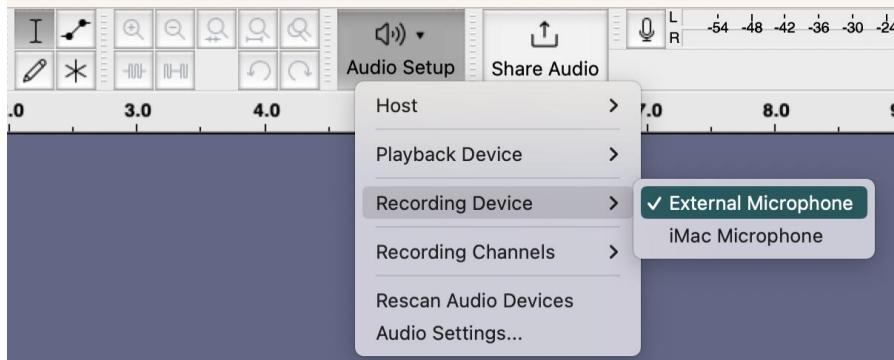 L
R
-54 -48 -42 -36 -30 -24
Audio Setup
Share Audio
.0 3.0 4.0 7.0 8.0
Host
Playback Device
Recording Device
External Microphone
iMac Microphone
Recording Channels
Rescan Audio Devices
Audio Settings...